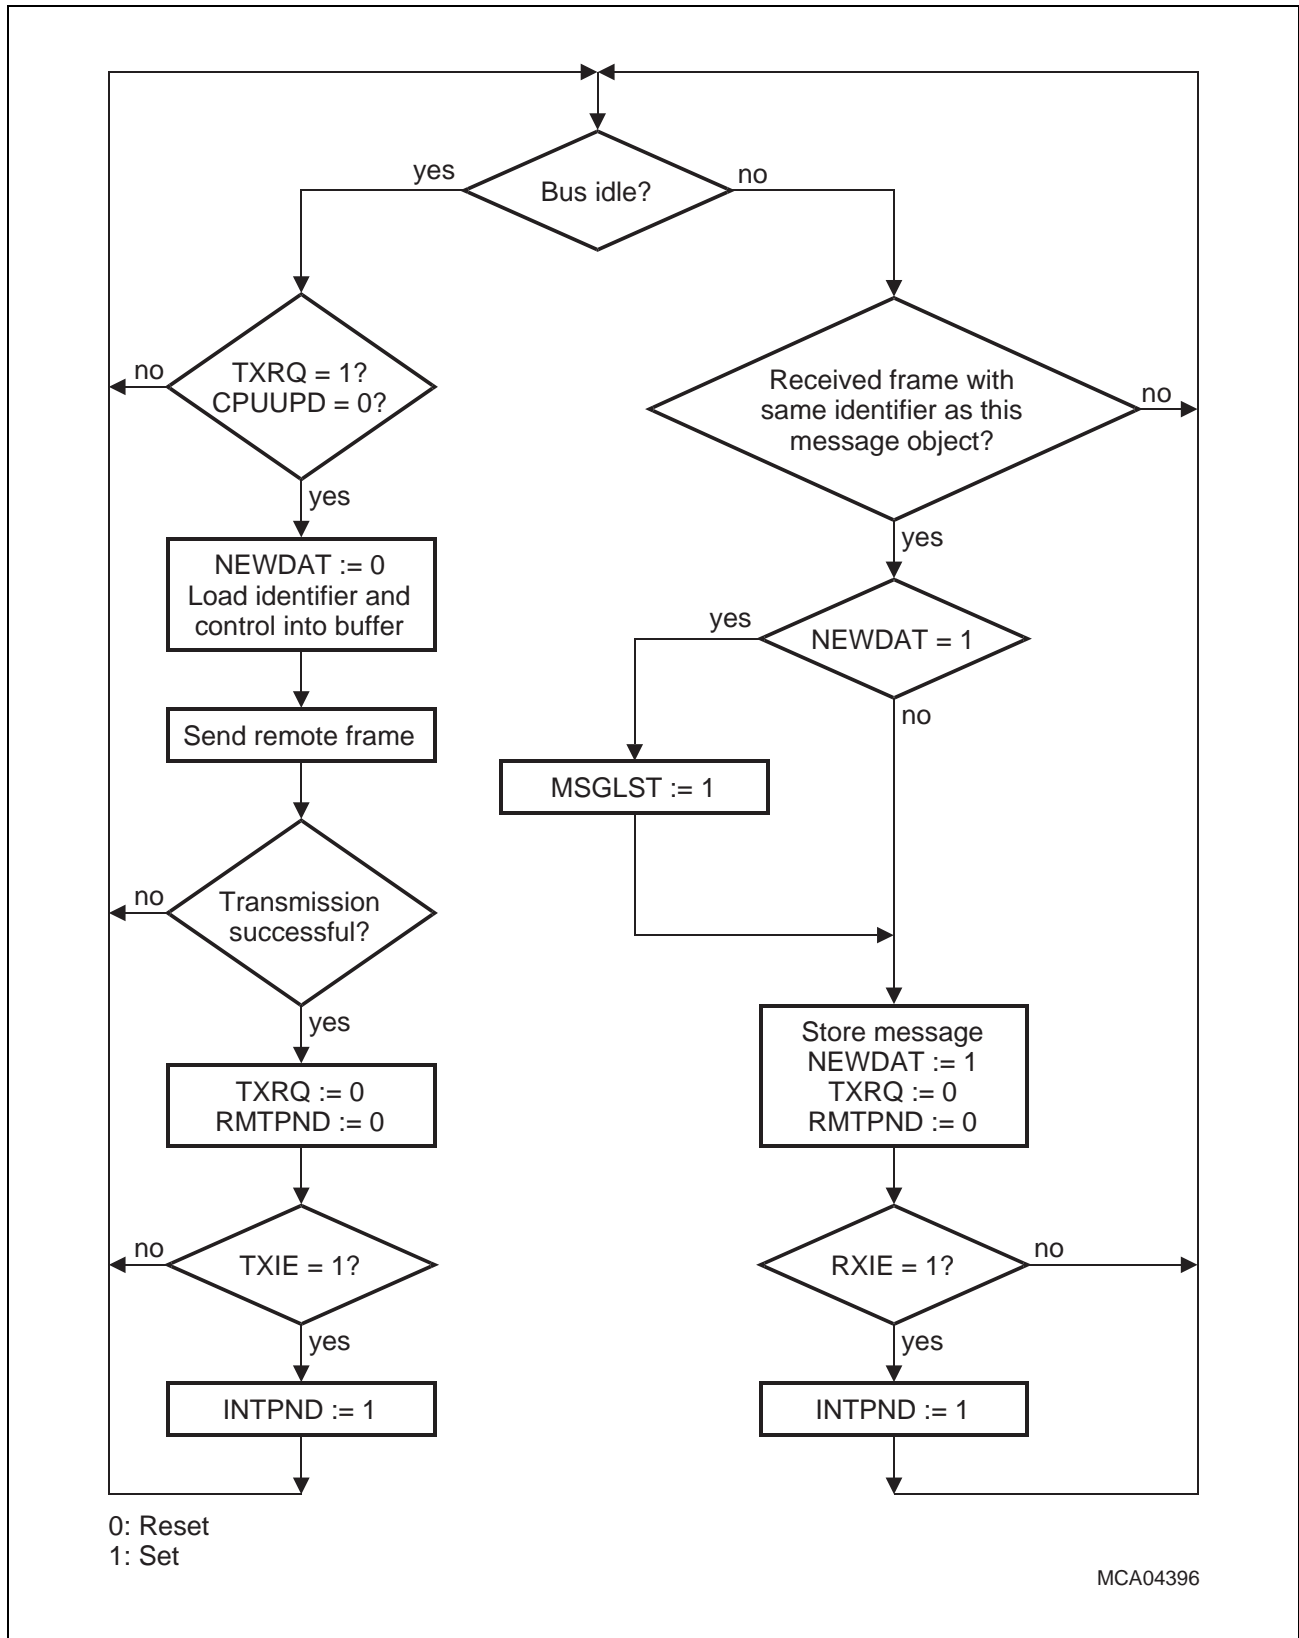 yes
Bus idle?
no
no
TXRQ = 1?
CPUUPD = 0?
yes
NEWDAT := 0
Load identifier and
control into buffer
Send remote frame
no
Transmission
successful?
yes
TXRQ := 0
RMTPND := 0
no
TXIE = 1?
yes
INTPND := 1
Received frame with
same identifier as this
message object?
no
yes
yes
NEWDAT = 1
no
MSGLST := 1
Store message
NEWDAT := 1
TXRQ := 0
RMTPND := 0
RXIE = 1?
no
yes
INTPND := 1
0: Reset
1: Set
MCA04396